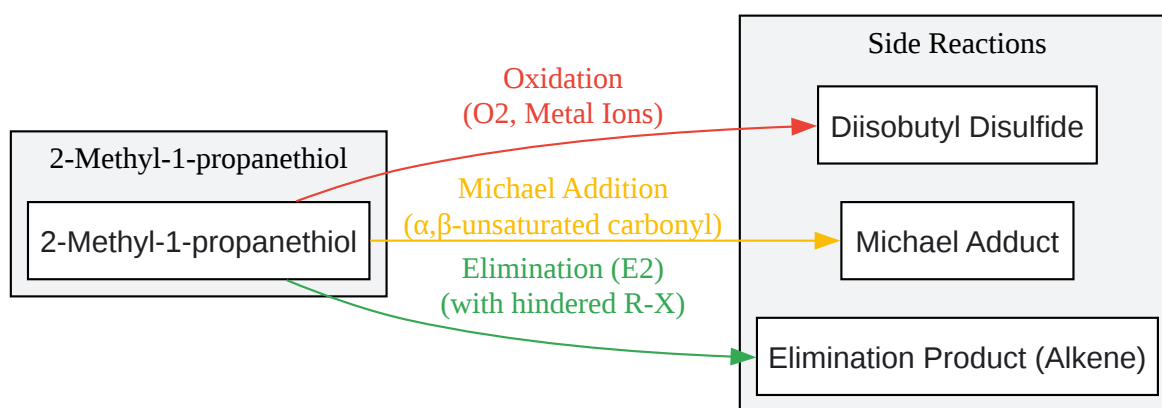 Side Reactions
Oxidation
(O2, Metal Ions)
Diisobutyl Disulfide
2-Methyl-1-propanethiol
2-Methyl-1-propanethiol
Michael Addition
(α,β-unsaturated carbonyl)
Michael Adduct
Elimination (E2)
(with hindered R-X)
Elimination Product (Alkene)